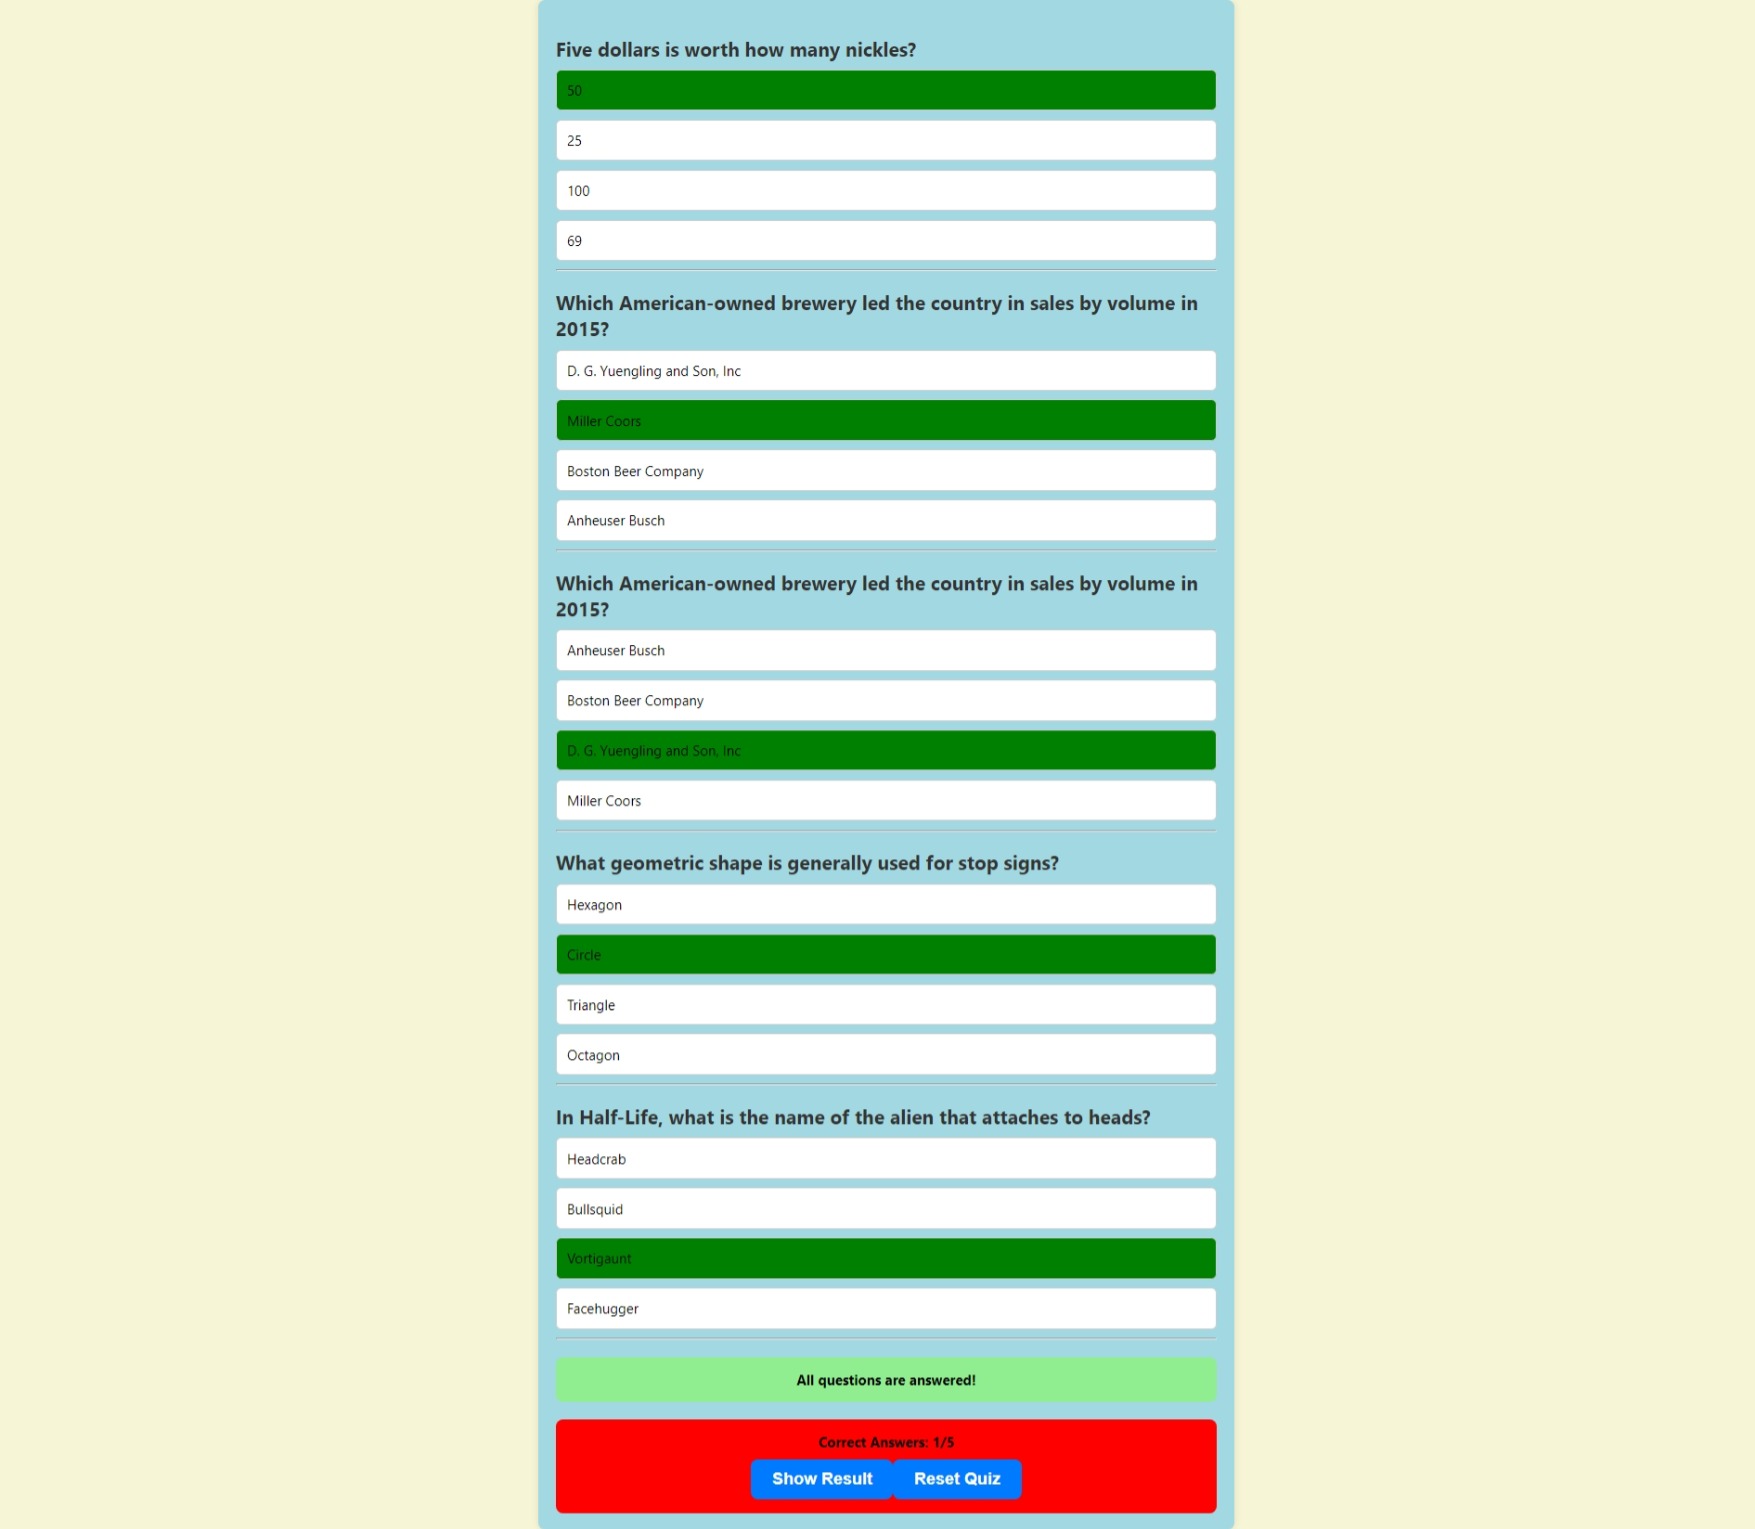 Five dollars is worth how many nickles?
50
25
100
69
Which American-owned brewery led the country in sales by volume in
2015?
D. G. Yuengling and Son, Inc
Miller Coors
Boston Beer Company
Anheuser Busch
Which American-owned brewery led the country in sales by volume in
2015?
Anheuser Busch
Boston Beer Company
D. G. Yuengling and Son, Inc
Miller Coors
What geometric shape is generally used for stop signs?
Hexagon
Circle
Triangle
Octagon
In Half-Life, what is the name of the alien that attaches to heads?
Headcrab
Bullsquid
Vortigaunt
Facehugger
All questions are answered!
Correct Answers: 1/5
Show Result Reset Quiz